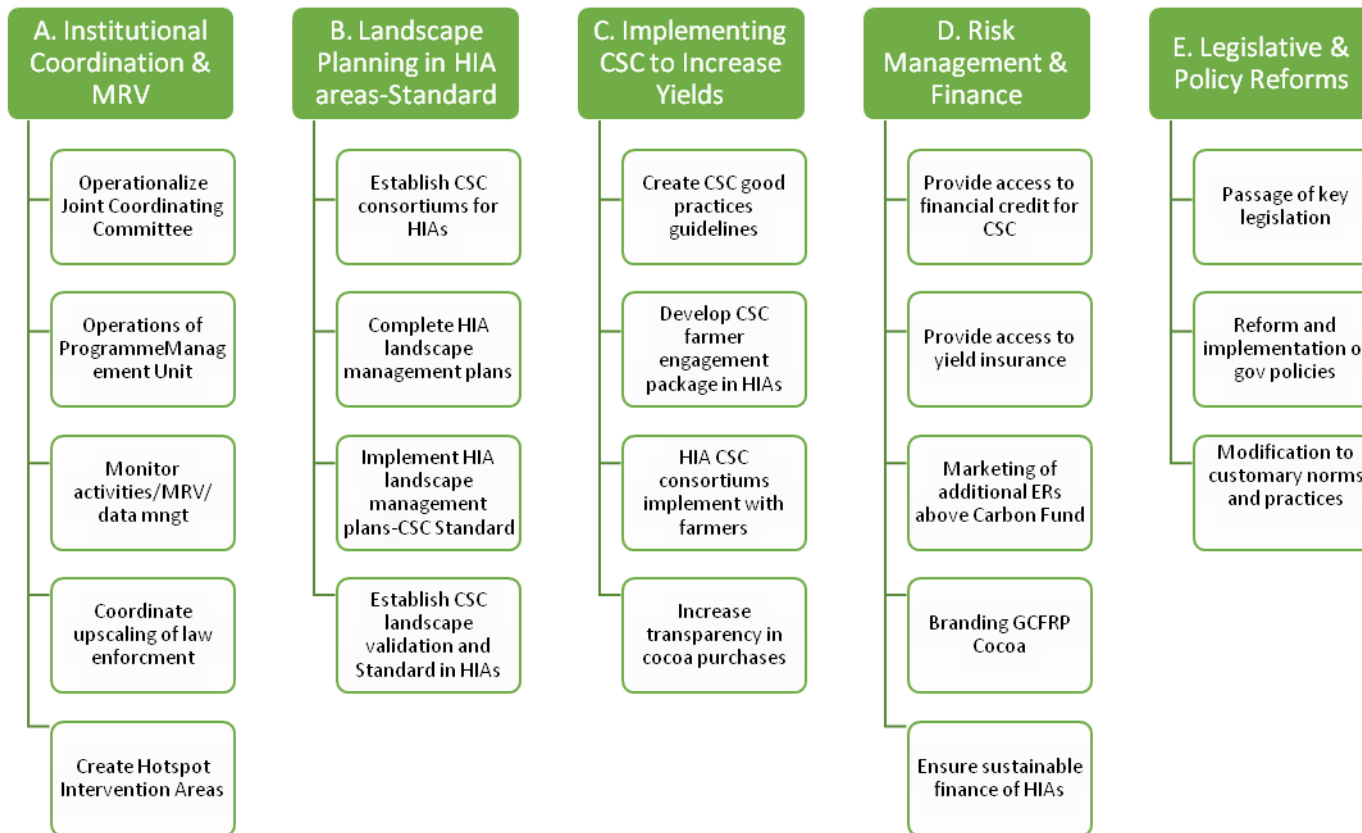 A. Institutional
Coordination &
MRV
Operationalize
Joint Coordinating
Committee
Operations of
ProgrammeManag
ement Unit
Monitor
activities/MRV/
data mngt
Coordinate
upscaling of law
enforcment
Create Hotspot
Intervention Areas
B. Landscape
Planning in HIA
areas-Standard
Establish CSC
consortiums for
HIAs
Complete HIA
landscape
management plans
Implement HIA
landscape
management
plans-CSC Standard
Establish CSC
landscape
validation and
Standard in HIAs
C. Implementing
CSC to Increase
Yields
Create CSC good
practices
guidelines
Develop CSC
farmer
engagement
package in HIAs
HIA CSC
consortiums
implement with
farmers
Increase
transparency in
cocoa purchases
D. Risk
Management &
Finance
Provide access to
financial credit for
CSC
Provide access to
yield insurance
Marketing of
additional ERs
above Carbon Fund
Branding GCFRP
Cocoa
Ensure sustainable
finance of HIAs
E. Legislative &
Policy Reforms
Passage of key
legislation
Reform and
implementation o
gov policies
Modification to
customary norms
and practices